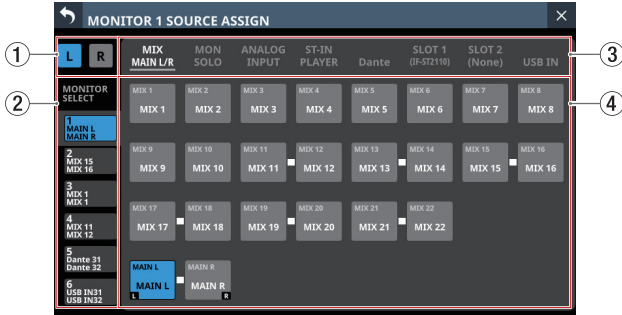 MONITOR 1 SOURCE ASSIGN
×
1
L R
MIX MAIN L/R
MON SOLO
ANALOG INPUT
ST-IN PLAYER
Dante
SLOT 1 (IF-ST2110)
SLOT 2 (None)
USB IN
3
2
MONITOR SELECT
1
MAIN L
MAIN R
2
MIX 15
MIX 16
3
MIX 1
MIX 1
4
MIX 11
MIX 12
5
Dante 31
Dante 32
6
USB IN31
USB IN32
MIX 1 MIX 2 MIX 3 MIX 4 MIX 5 MIX 6 MIX 7 MIX 8
MIX 1 MIX 2 MIX 3 MIX 4 MIX 5 MIX 6 MIX 7 MIX 8
4
MIX 9 MIX 10 MIX 11 MIX 12 MIX 13 MIX 14 MIX 15 MIX 16
MIX 9 MIX 10 MIX 11 MIX 12 MIX 13 MIX 14 MIX 15 MIX 16
MIX 17 MIX 18 MIX 19 MIX 20 MIX 21 MIX 22
MIX 17 MIX 18 MIX 19 MIX 20 MIX 21 MIX 22
MAIN L MAIN R
MAIN L MAIN R
L R